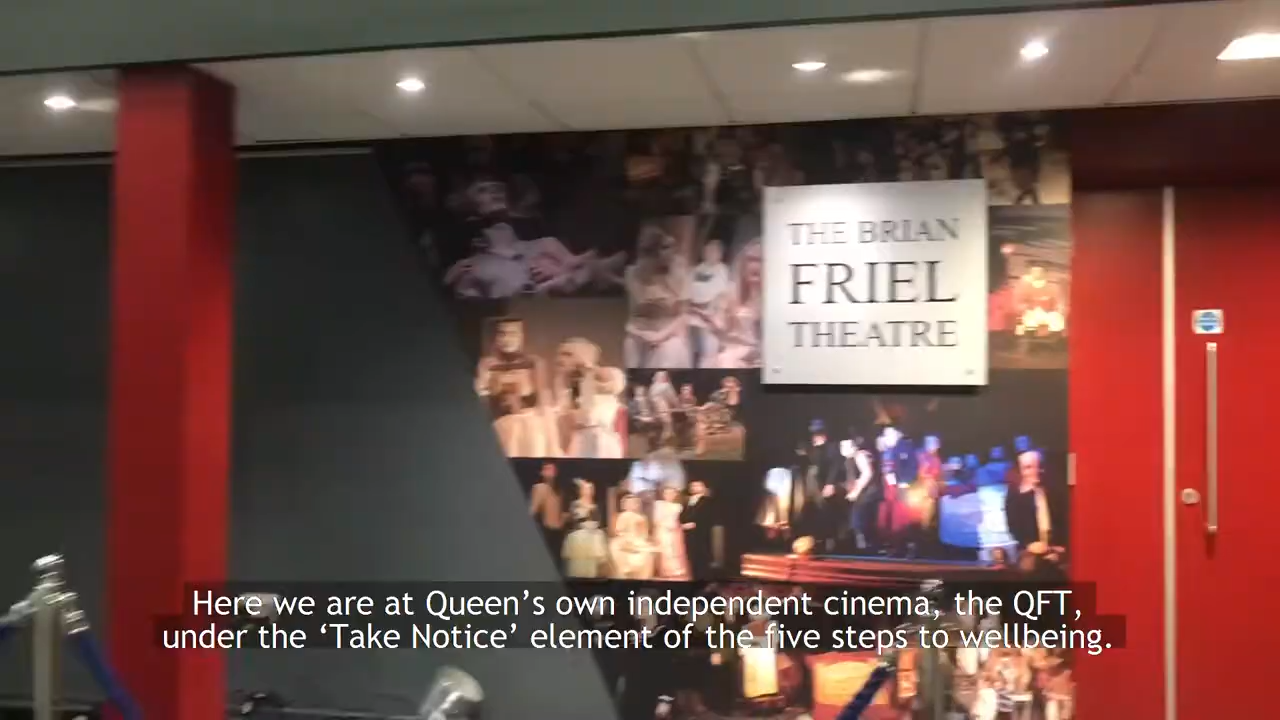 THE BRIAN
FRIEL
THEATRE
Here we are at Queen’s own independent cinema, the QFT,
under the ‘Take Notice’ element of the five steps to wellbeing.